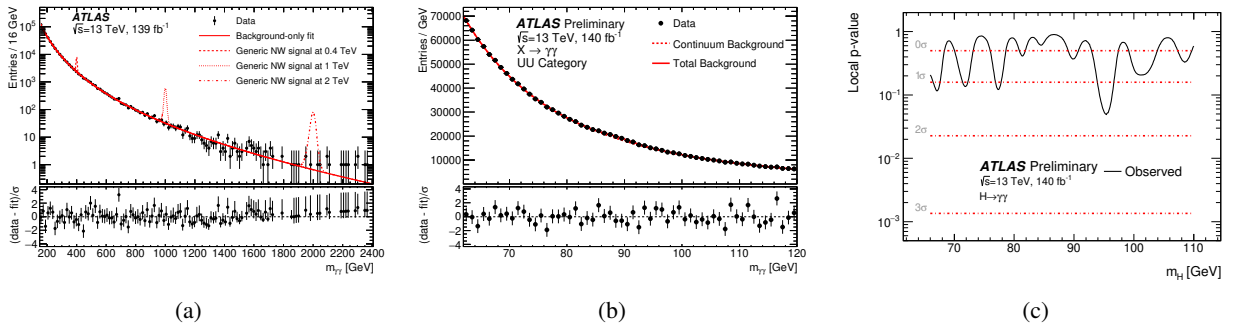 Entries / 16 GeV
10⁵
10⁴
10³
10²
10
1
ATLAS
√s=13 TeV, 139 fb⁻¹
Data
Background-only fit
Generic NW signal at 0.4 TeV
Generic NW signal at 1 TeV
Generic NW signal at 2 TeV
(data - fit)/σ
4
2
0
−2
−4
200 400 600 800 1000 1200 1400 1600 1800 2000 2200 2400
mγγ [GeV]
(a)
Entries / GeV
70000
60000
50000
40000
30000
20000
10000
ATLAS Preliminary
√s=13 TeV, 140 fb⁻¹
X → γγ
UU Category
Data
Continuum Background
Total Background
(data - fit)/σ
4
2
0
−2
−4
70 80 90 100 110 120
mγγ [GeV]
(b)
Local p-value
1
10⁻¹
10⁻²
10⁻³
0σ
1σ
2σ
3σ
ATLAS Preliminary
√s=13 TeV, 140 fb⁻¹
H→γγ
Observed
70 80 90 100 110
m_H [GeV]
(c)